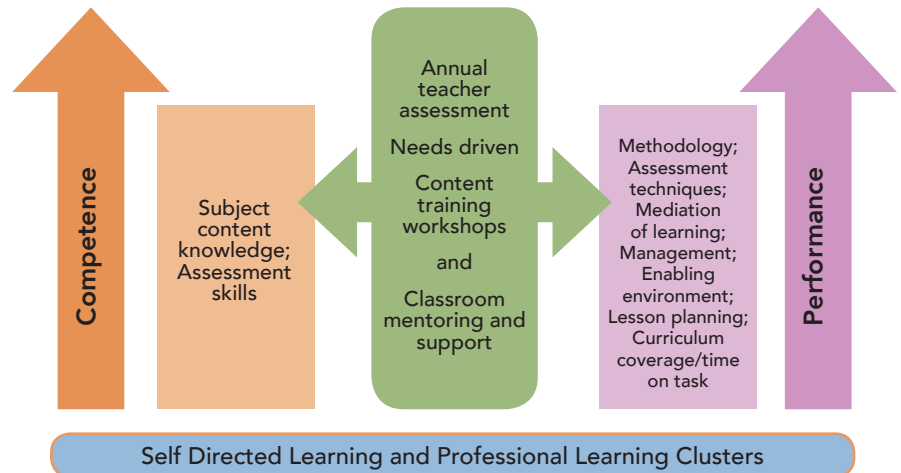 Competence
Subject
content
knowledge;
Assessment
skills
Annual
teacher
assessment
Needs driven
Content
training
workshops
and
Classroom
mentoring and
support
Methodology;
Assessment
techniques;
Mediation
of learning;
Management;
Enabling
environment;
Lesson planning;
Curriculum
coverage/time
on task
Performance
Self Directed Learning and Professional Learning Clusters